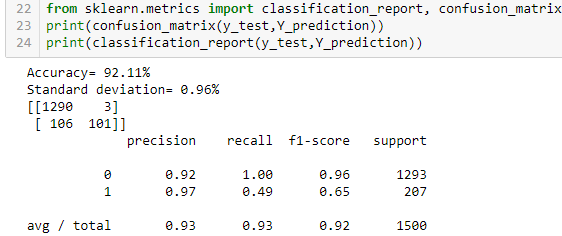 22 from sklearn.metrics import classification_report, confusion_matrix
23 print(confusion_matrix(y_test,Y_prediction))
24 print(classification_report(y_test,Y_prediction))
Accuracy= 92.11%
Standard deviation= 0.96%
[[1290 3]
[ 106 101]]
precision recall f1-score support
0 0.92 1.00 0.96 1293
1 0.97 0.49 0.65 207
avg / total 0.93 0.93 0.92 1500